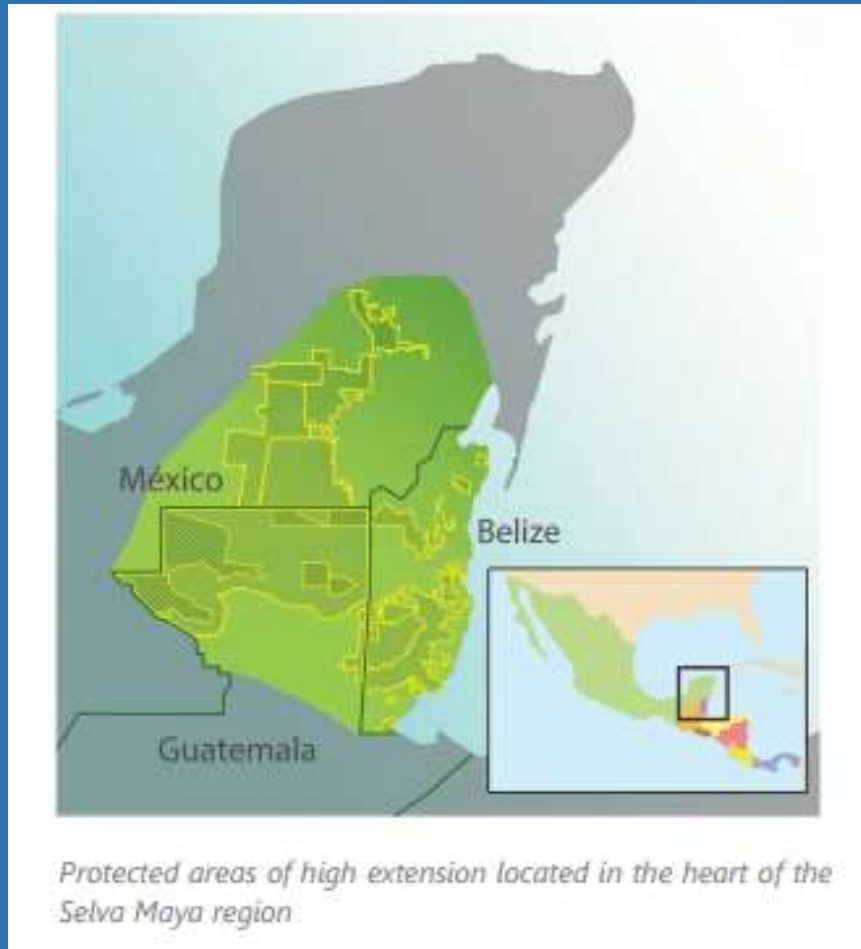 México
Belize
Guatemala
Protected areas of high extension located in the heart of the
Selva Maya region